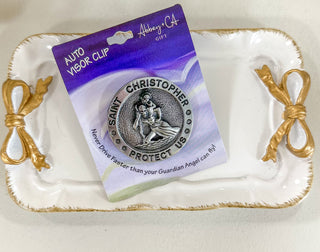 AUTO
VISOR CLIP
Abbey & CA
GIFT
SAINT CHRISTOPHER
PROTECT US
Never Drive Faster than your Guardian Angel can fly!